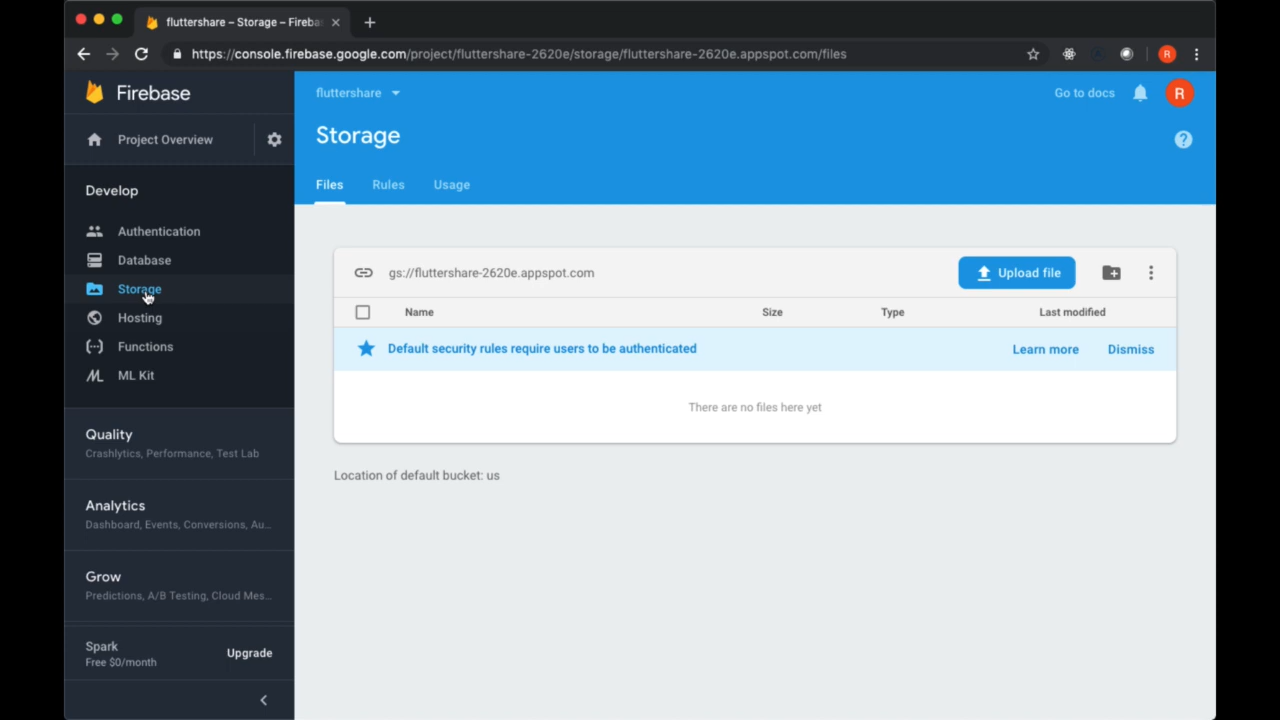 fluttershare – Storage – Fireba
https://console.firebase.google.com/project/fluttershare-2620e/storage/fluttershare-2620e.appspot.com/files
R
Firebase
fluttershare
Go to docs
R
Project Overview
Storage
Files
Rules
Usage
Develop
Authentication
Database
Storage
Hosting
Functions
ML Kit
gs://fluttershare-2620e.appspot.com
Upload file
Name
Size
Type
Last modified
Default security rules require users to be authenticated
Learn more
Dismiss
There are no files here yet
Location of default bucket: us
Quality
Crashlytics, Performance, Test Lab
Analytics
Dashboard, Events, Conversions, Au...
Grow
Predictions, A/B Testing, Cloud Mes...
Spark
Free $0/month
Upgrade